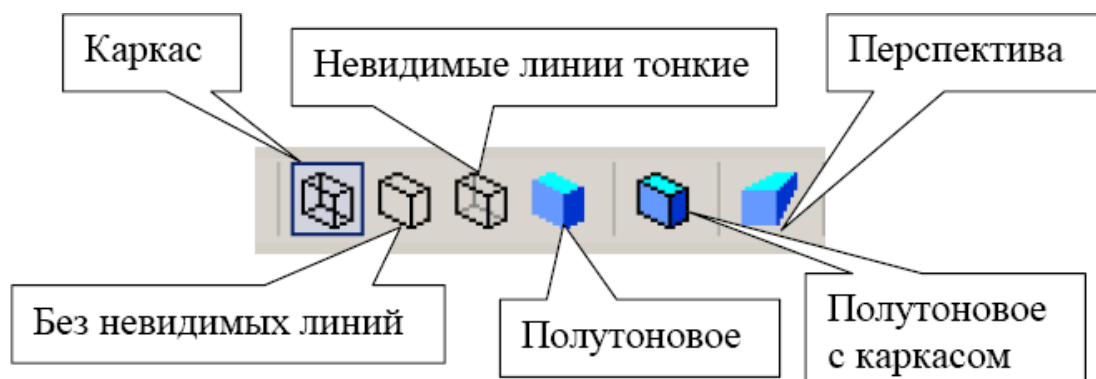 Каркас
Невидимые линии тонкие
Перспектива
Без невидимых линий
Полутоновое
Полутоновое
с каркасом